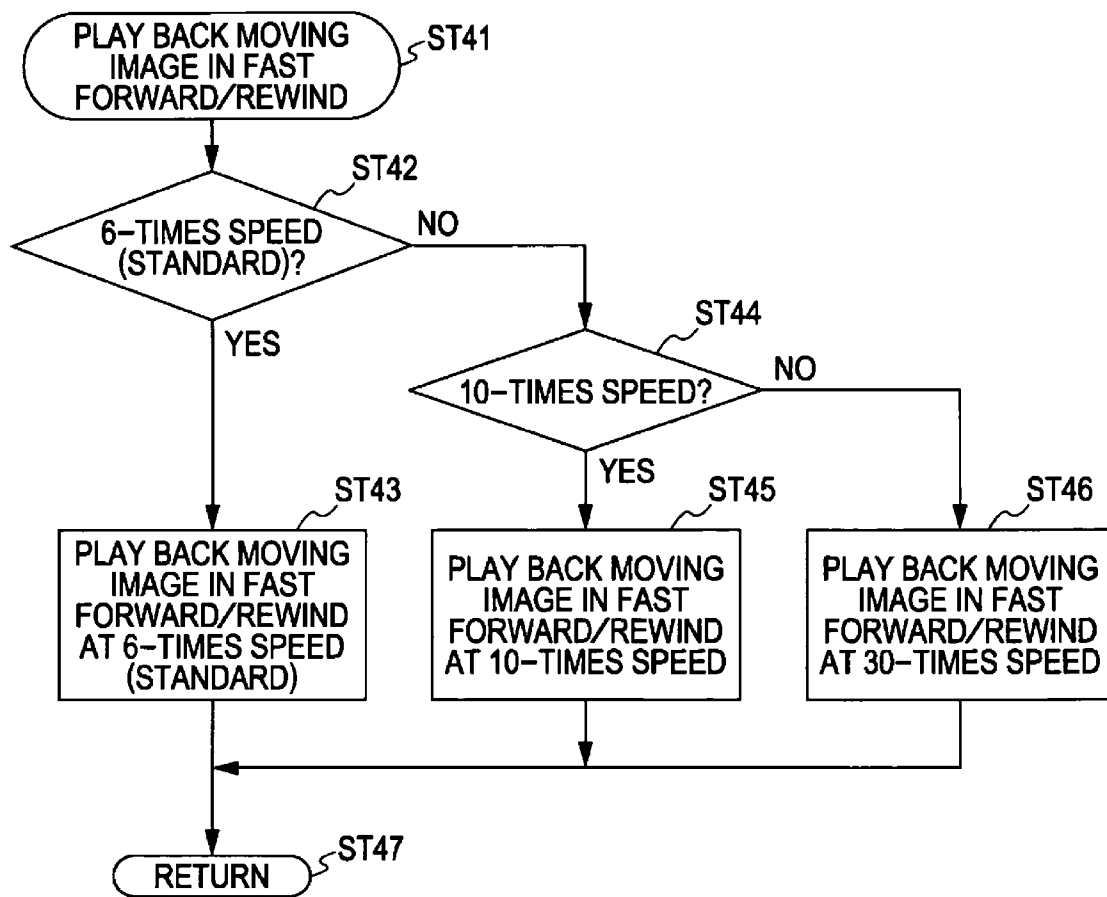 PLAY BACK MOVING
IMAGE IN FAST
FORWARD/REWIND
ST41
ST42
6-TIMES SPEED
(STANDARD)?
NO
YES
ST44
10-TIMES SPEED?
NO
YES
ST43
PLAY BACK MOVING
IMAGE IN FAST
FORWARD/REWIND
AT 6-TIMES SPEED
(STANDARD)
ST45
PLAY BACK MOVING
IMAGE IN FAST
FORWARD/REWIND
AT 10-TIMES SPEED
ST46
PLAY BACK MOVING
IMAGE IN FAST
FORWARD/REWIND
AT 30-TIMES SPEED
ST47
RETURN